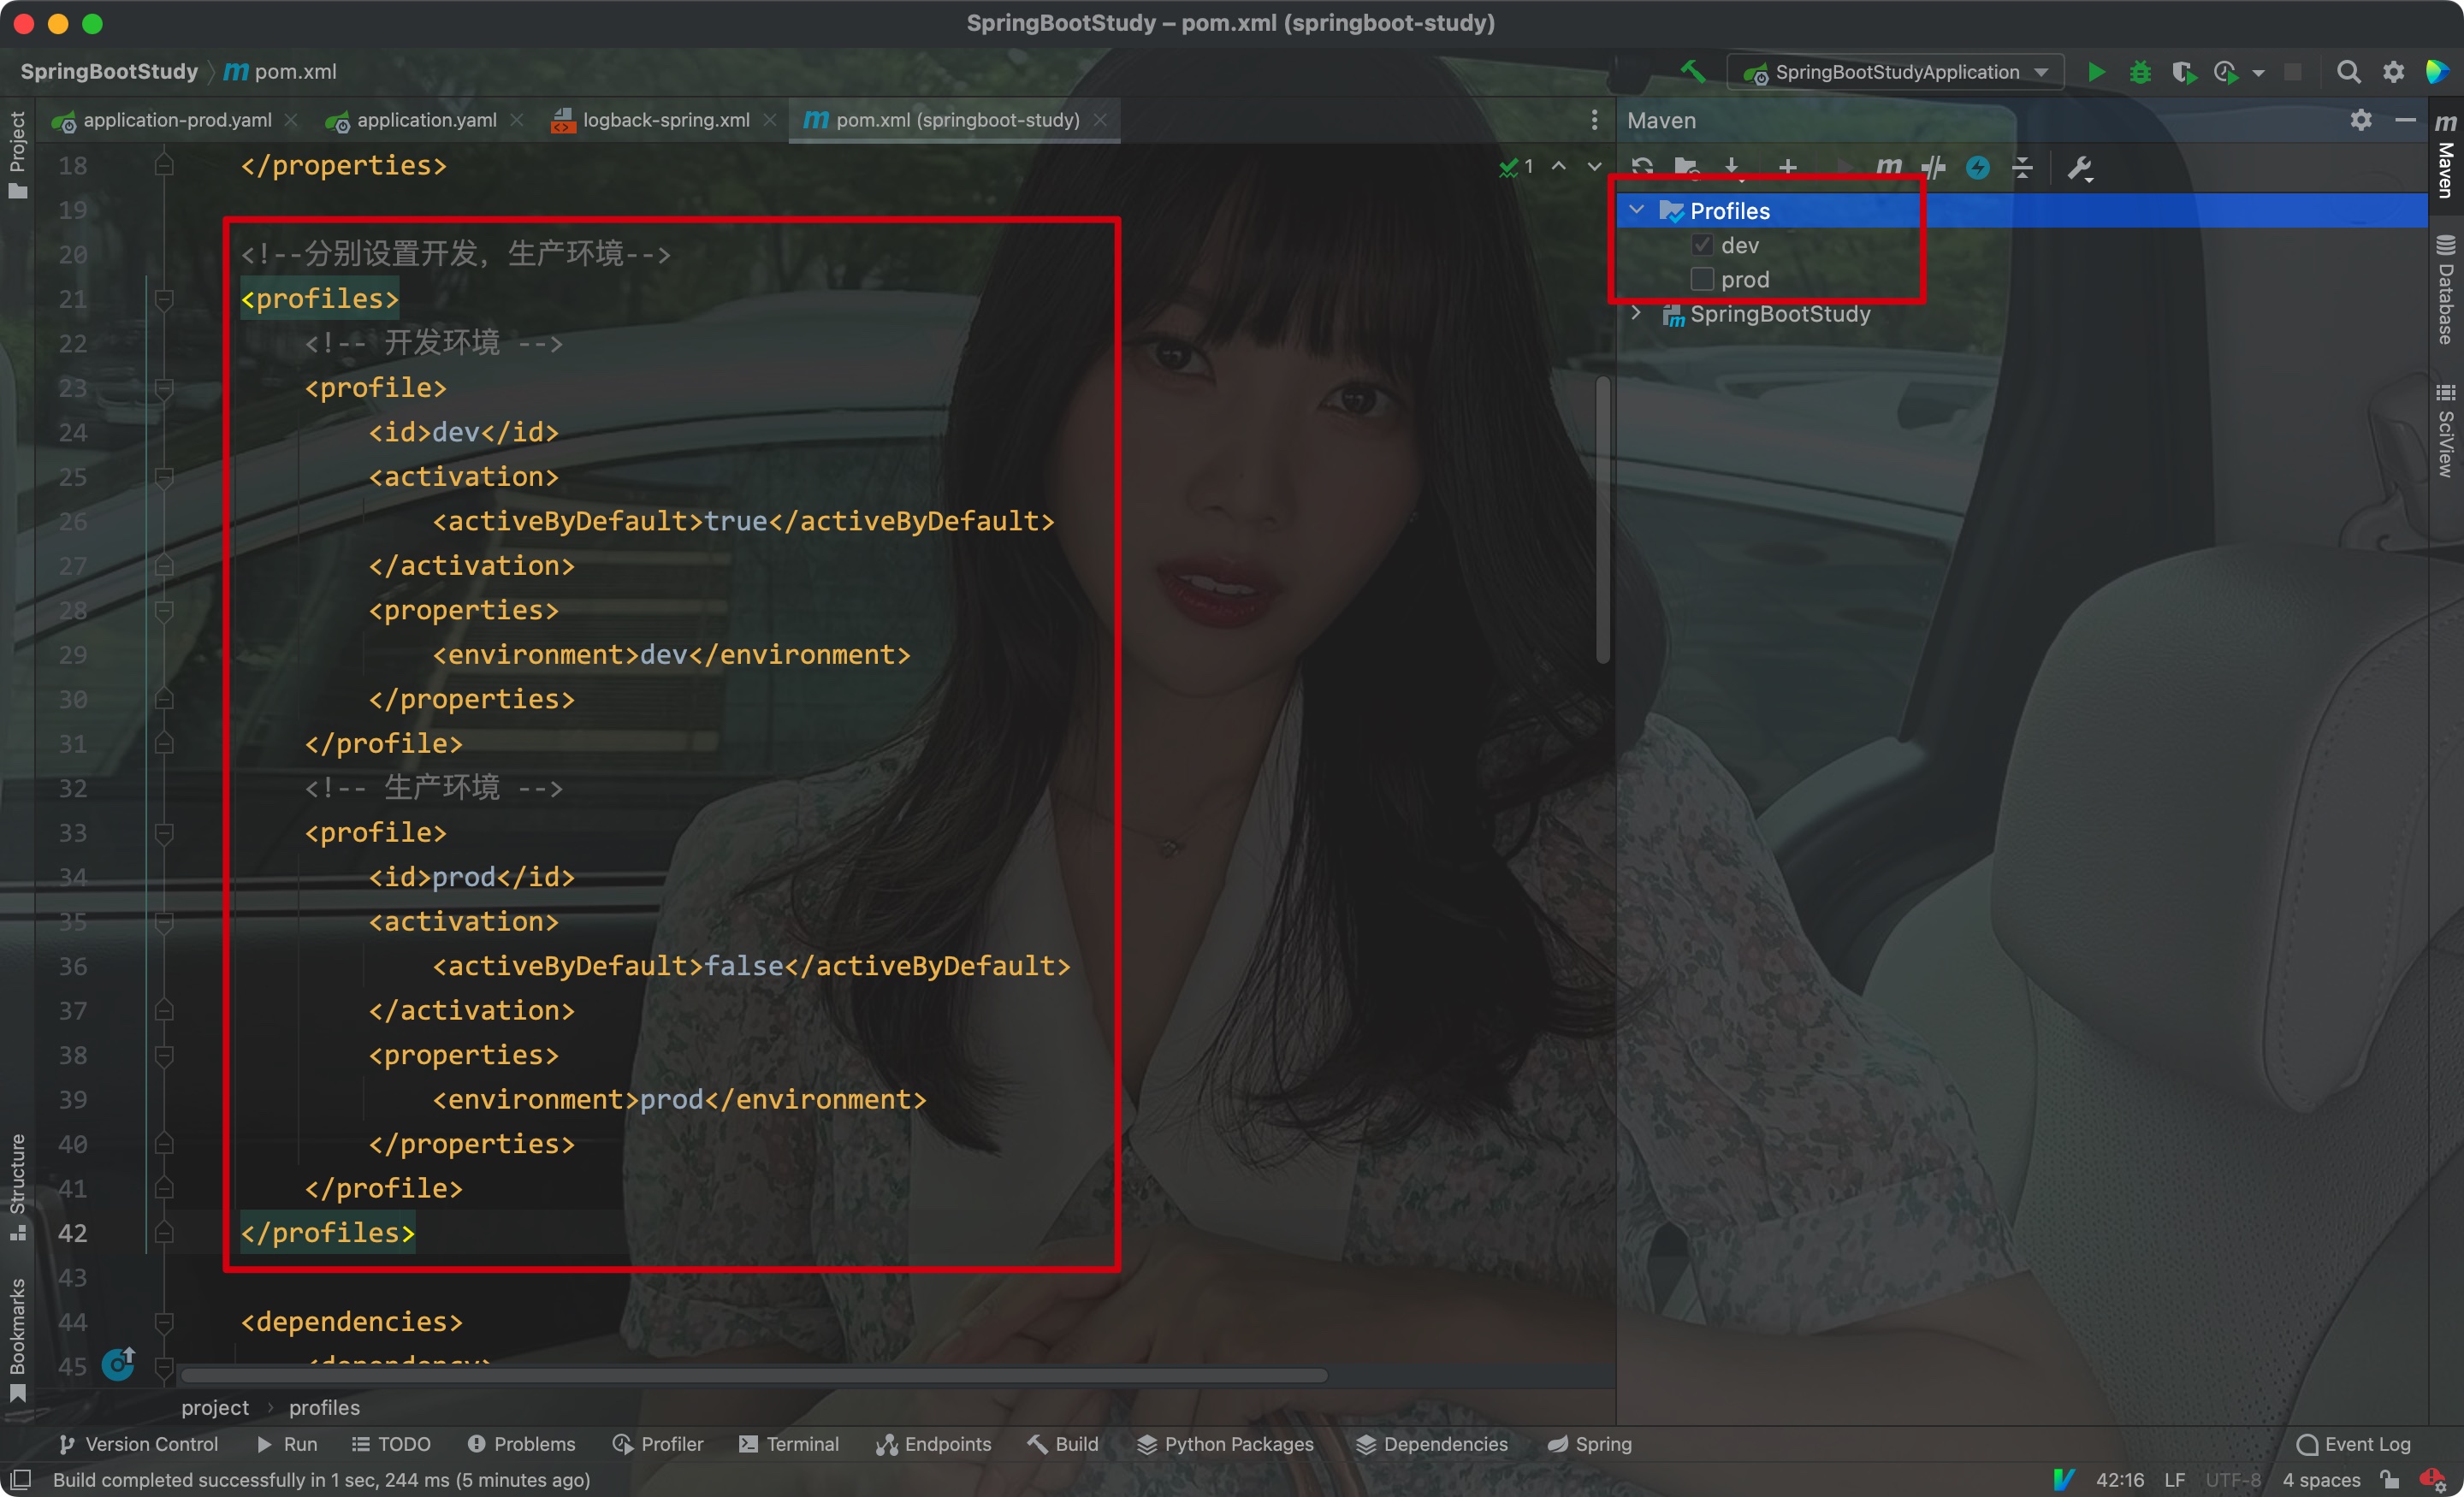 SpringBootStudy – pom.xml (springboot-study)
SpringBootStudy pom.xml
SpringBootStudyApplication
application-prod.yaml
application.yaml
logback-spring.xml
pom.xml (springboot-study)
Maven
Project
1
18 </properties>
19
20 <!--分别设置开发，生产环境-->
21 <profiles>
22 <!-- 开发环境 -->
23 <profile>
24 <id>dev</id>
25 <activation>
26 <activeByDefault>true</activeByDefault>
27 </activation>
28 <properties>
29 <environment>dev</environment>
30 </properties>
31 </profile>
32 <!-- 生产环境 -->
33 <profile>
34 <id>prod</id>
35 <activation>
36 <activeByDefault>false</activeByDefault>
37 </activation>
38 <properties>
39 <environment>prod</environment>
40 </properties>
41 </profile>
42 </profiles>
43
44 <dependencies>
45 <dependency>
Profiles
dev
prod
SpringBootStudy
Maven
Database
SciView
Structure
Bookmarks
project › profiles
Version Control
Run
TODO
Problems
Profiler
Terminal
Endpoints
Build
Python Packages
Dependencies
Spring
Event Log
Build completed successfully in 1 sec, 244 ms (5 minutes ago)
42:16 LF UTF-8 4 spaces